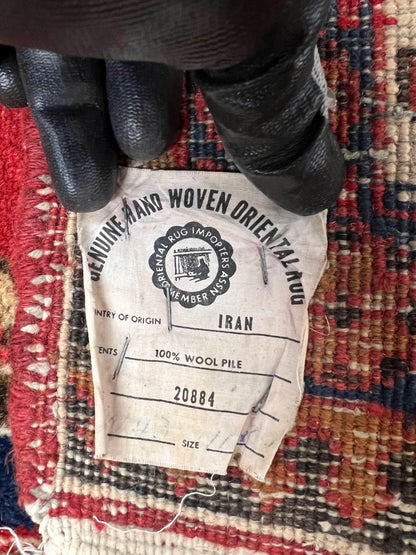 GENUINE HAND WOVEN ORIENTAL RUG
ORIENTAL RUG IMPORTERS ASSN
MEMBER
NTRY OF ORIGIN IRAN
ENTS 100% WOOL PILE
20884
SIZE